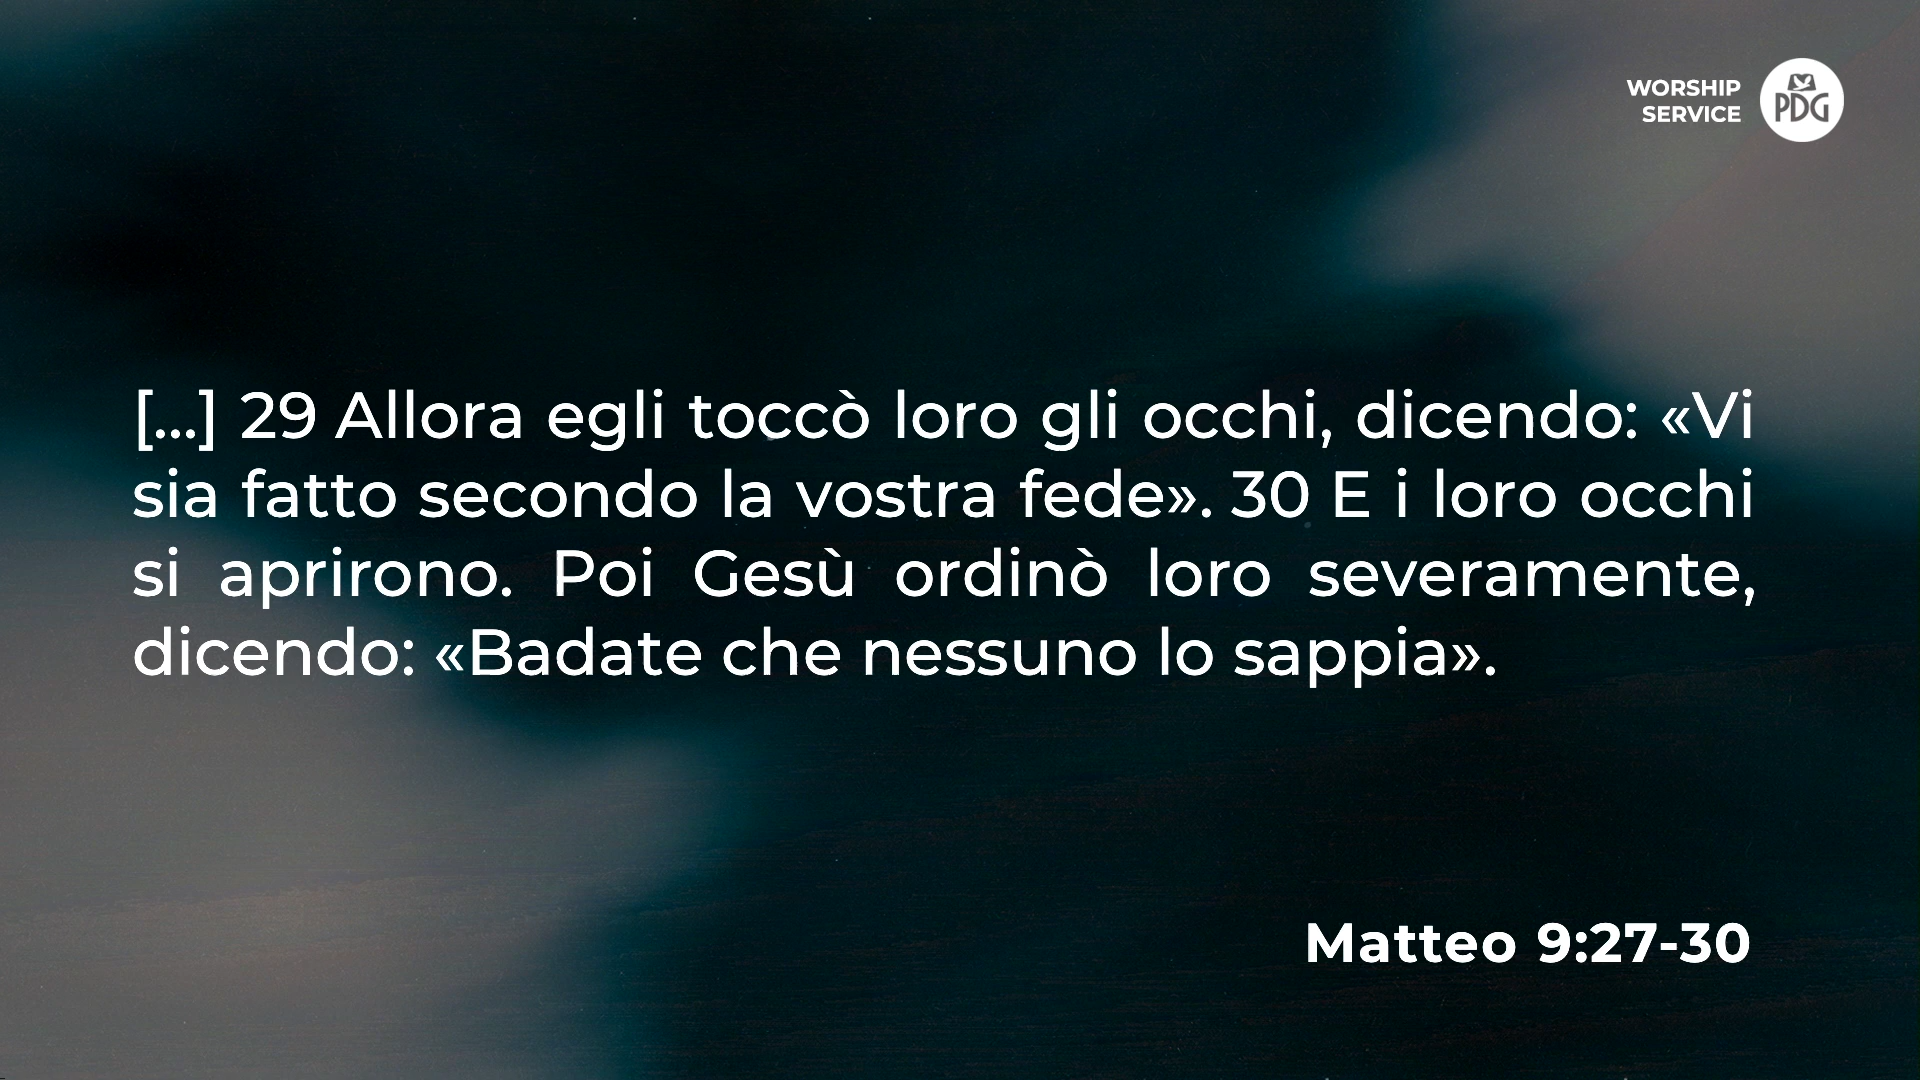 WORSHIP
SERVICE
PDG
[...] 29 Allora egli toccò loro gli occhi, dicendo: «Vi
sia fatto secondo la vostra fede». 30 E i loro occhi
si aprirono. Poi Gesù ordinò loro severamente,
dicendo: «Badate che nessuno lo sappia».
Matteo 9:27-30